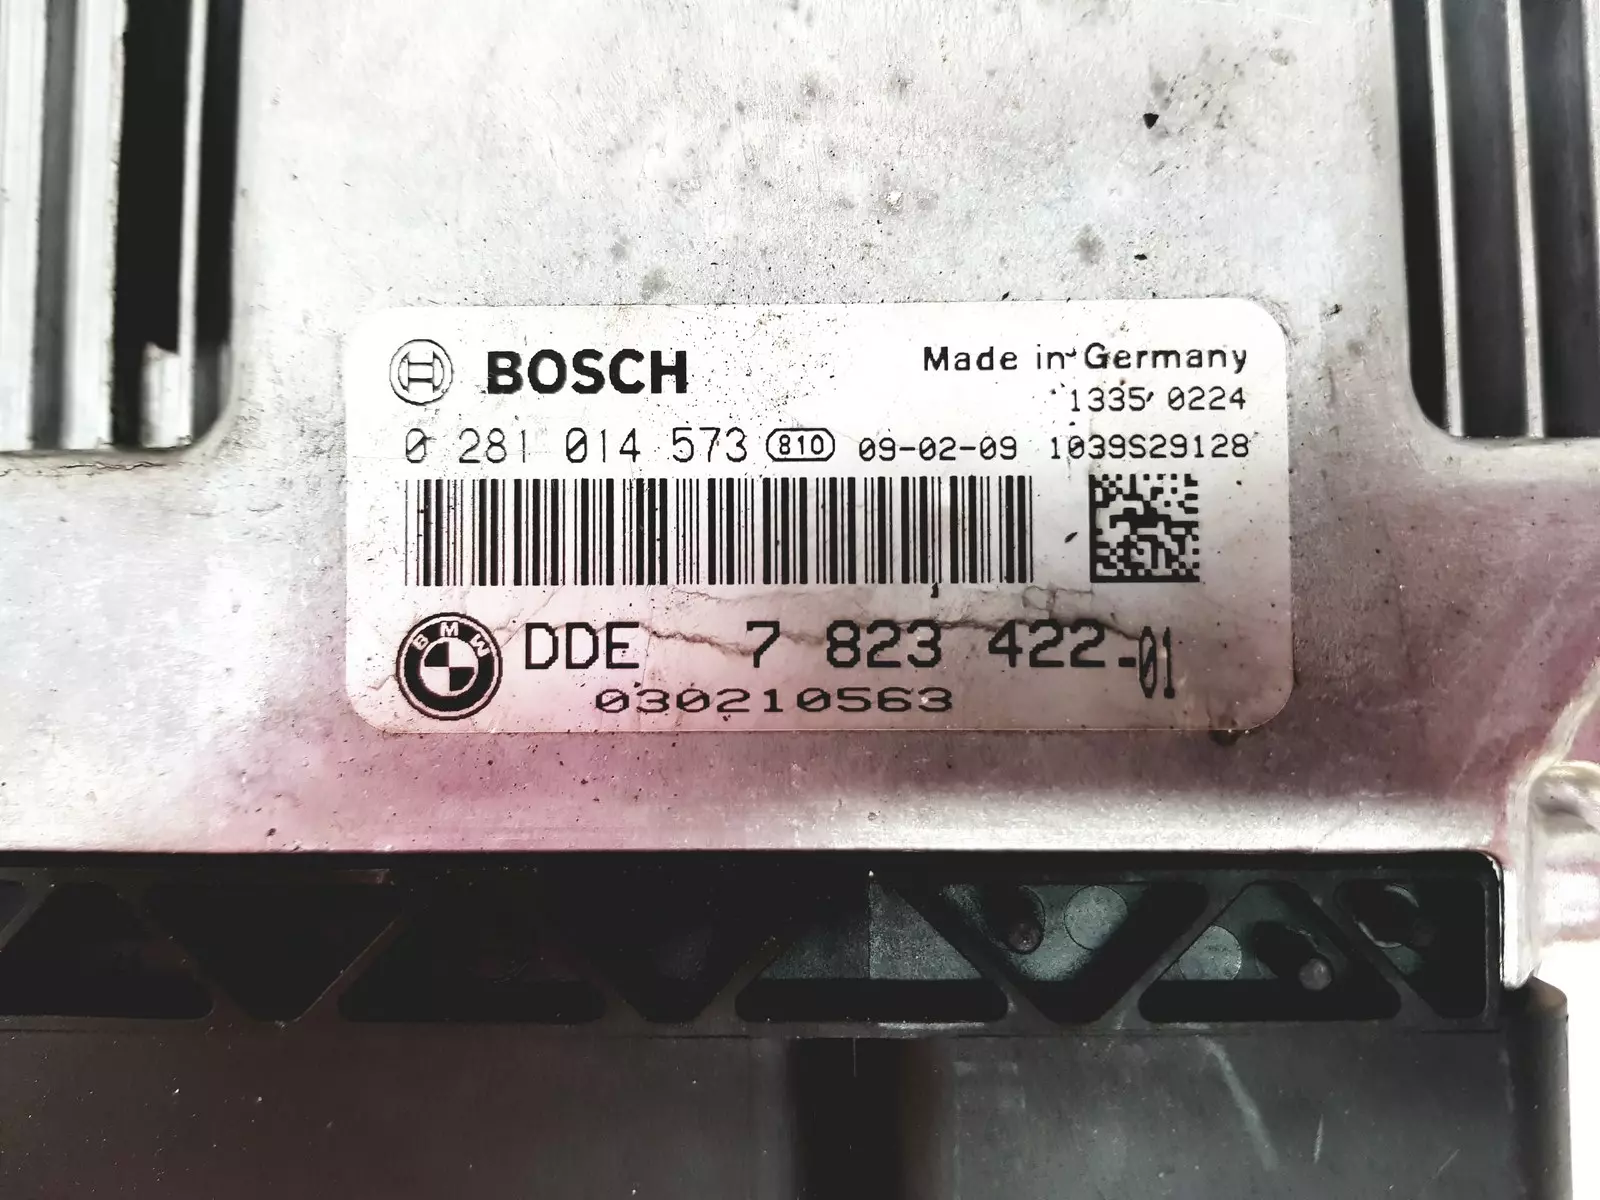 BOSCH Made in Germany
1335 0224
0 281 014 573 810 09-02-09 1039S29128
BMW DDE 7 823 422-01
030210563